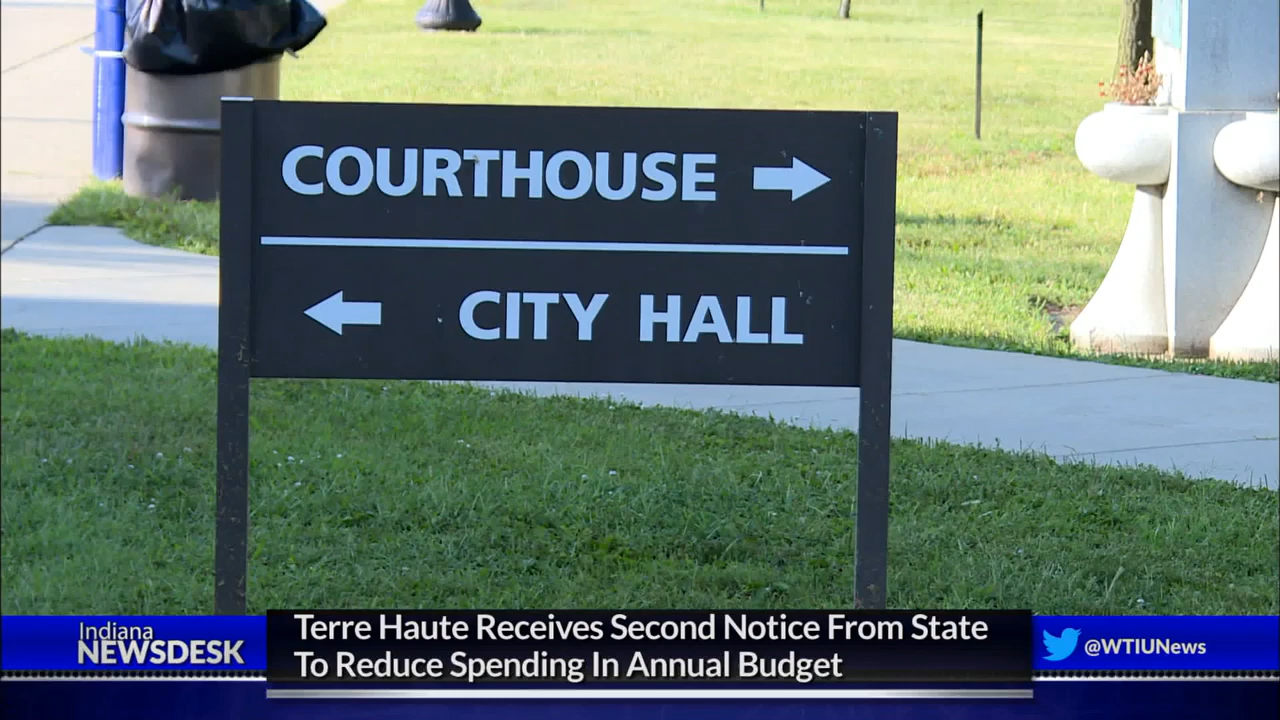 COURTHOUSE
CITY HALL
Indiana
NEWSDESK
Terre Haute Receives Second Notice From State
To Reduce Spending In Annual Budget
@WTIUNews